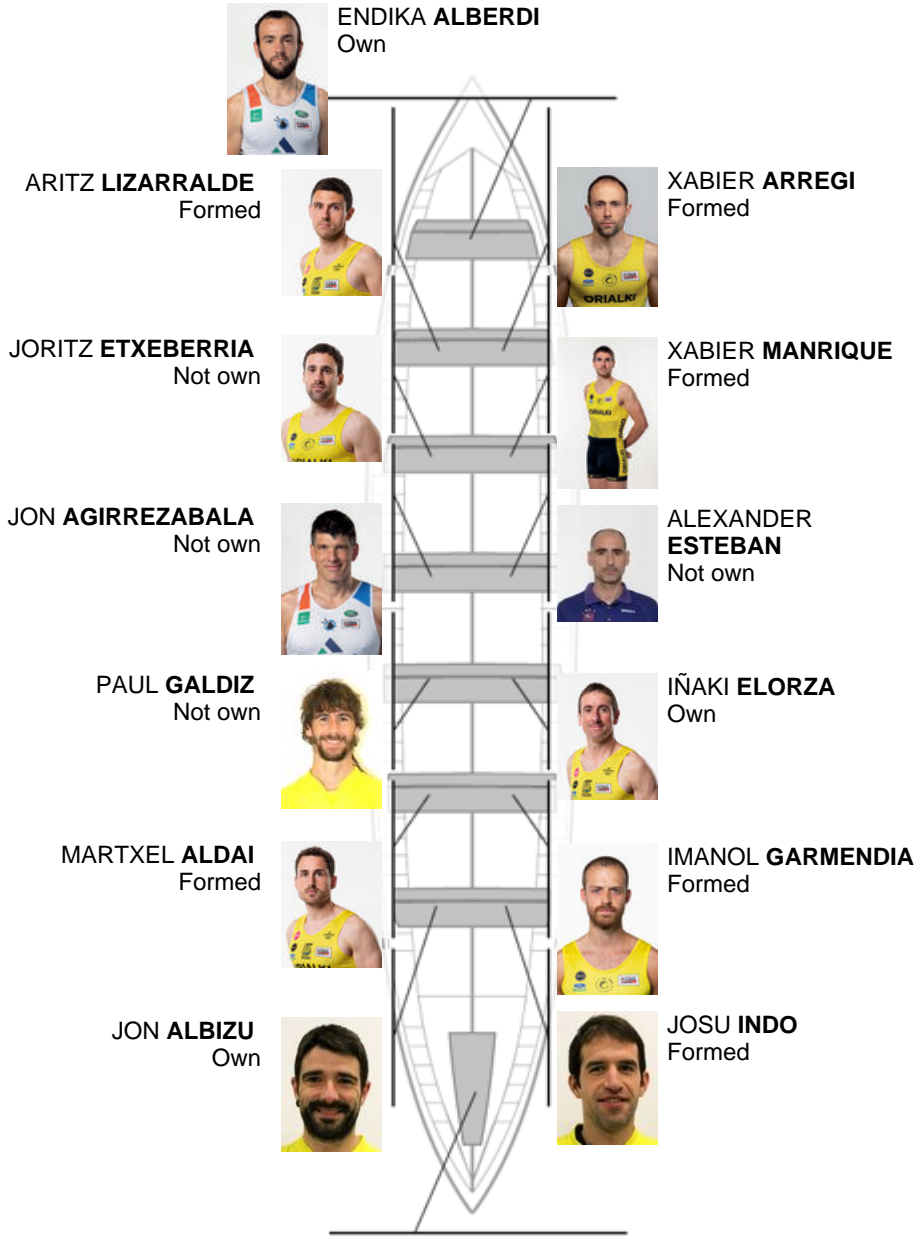 ENDIKA ALBERDI
Own
ARITZ LIZARRALDE
Formed
XABIER ARREGI
Formed
ORIALKI
JORITZ ETXEBERRIA
Not own
XABIER MANRIQUE
Formed
ORIALKI
JON AGIRREZABALA
Not own
ALEXANDER
ESTEBAN
Not own
PAUL GALDIZ
Not own
IÑAKI ELORZA
Own
MARTXEL ALDAI
Formed
IMANOL GARMENDIA
Formed
JON ALBIZU
Own
JOSU INDO
Formed